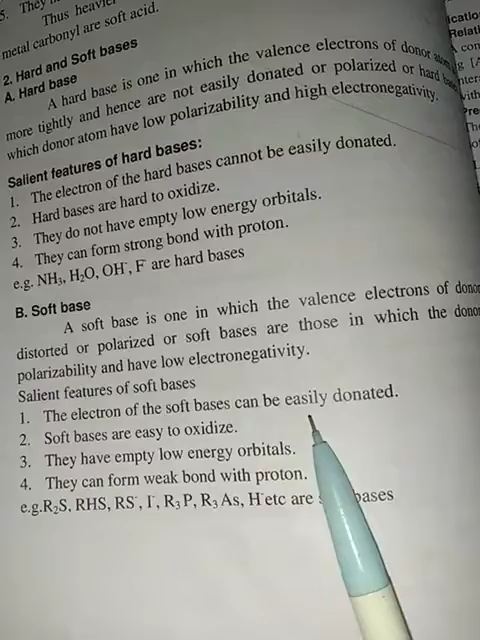 5. They
Thus heavier
metal carbonyl are soft acid.
2. Hard and Soft bases
A. Hard base
A hard base is one in which the valence electrons of donor atom
more tightly and hence are not easily donated or polarized or hard base
which donor atom have low polarizability and high electronegativity.
Salient features of hard bases:
1. The electron of the hard bases cannot be easily donated.
2. Hard bases are hard to oxidize.
3. They do not have empty low energy orbitals.
4. They can form strong bond with proton.
e.g. NH₃, H₂O, OH⁻, F⁻ are hard bases
B. Soft base
A soft base is one in which the valence electrons of donor
distorted or polarized or soft bases are those in which the donor
polarizability and have low electronegativity.
Salient features of soft bases
1. The electron of the soft bases can be easily donated.
2. Soft bases are easy to oxidize.
3. They have empty low energy orbitals.
4. They can form weak bond with proton.
e.g.R₂S, RHS, RS⁻, I⁻, R₃P, R₃As, H⁻etc are bases